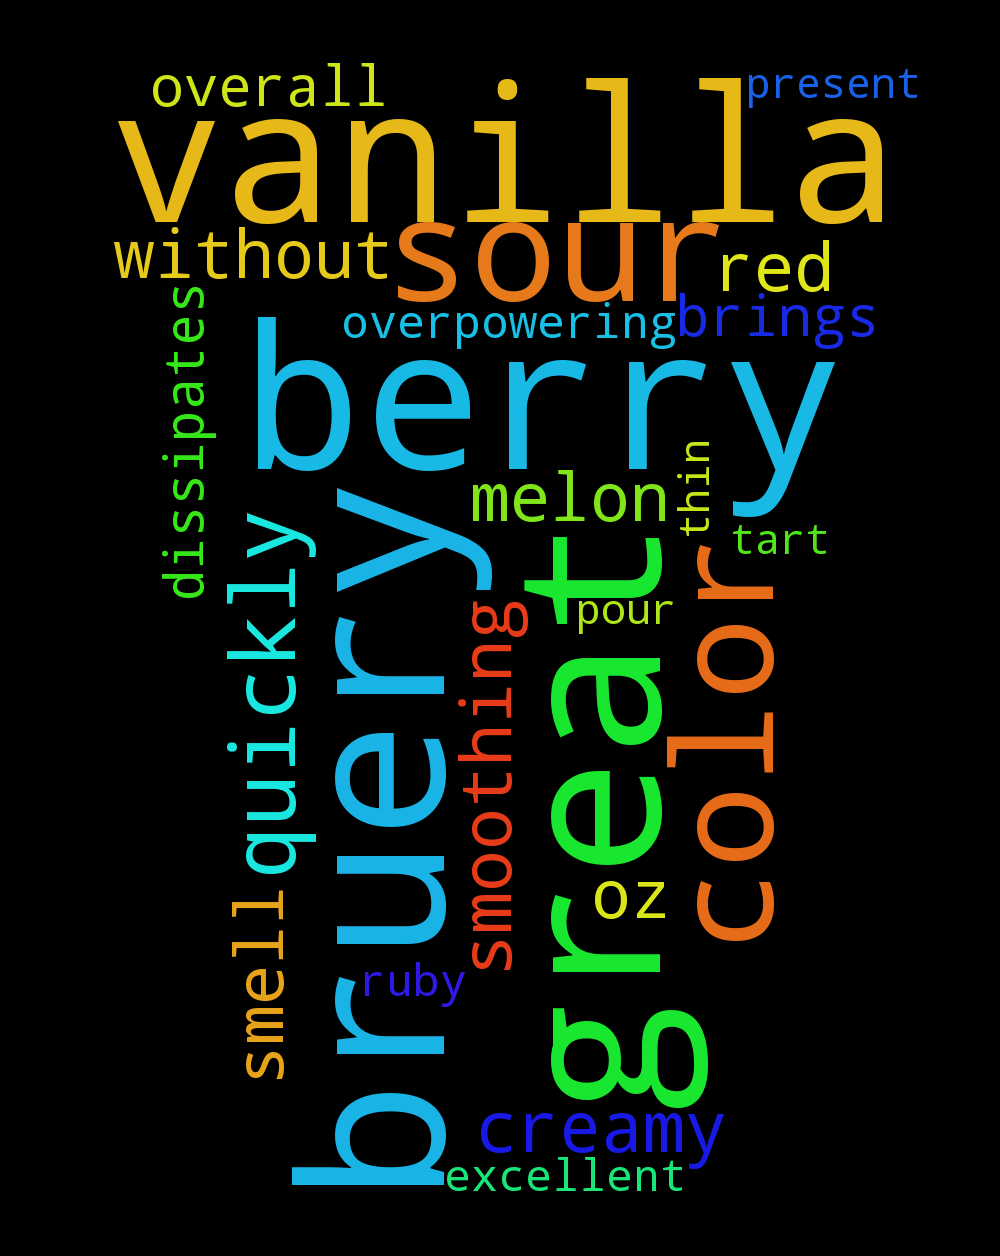 overall
present
vanilla
without
sour
red
overpowering
brings
dissipates
berry
melon
thin
tart
quickly
bruery
smoothing
great
pour
color
oz
smell
ruby
creamy
excellent